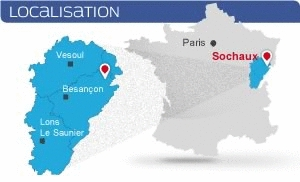 LOCALISATION
Vesoul
Besançon
Lons
Le Saunier
Paris
Sochaux